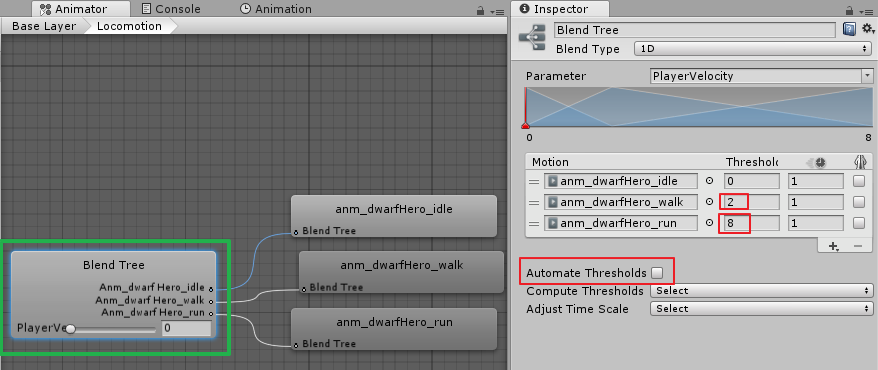 Animator
Console
Animation
Base Layer
Locomotion
anm_dwarfHero_idle
Blend Tree
anm_dwarfHero_walk
Blend Tree
anm_dwarfHero_run
Blend Tree
Blend Tree
Anm_dwarf Hero_idle
Anm_dwarf Hero_walk
Anm_dwarf Hero_run
PlayerVe
0
Inspector
Blend Tree
Blend Type 1D
Parameter PlayerVelocity
0 8
Motion Threshold
anm_dwarfHero_idle 0 1
anm_dwarfHero_walk 2 1
anm_dwarfHero_run 8 1
Automate Thresholds
Compute Thresholds Select
Adjust Time Scale Select